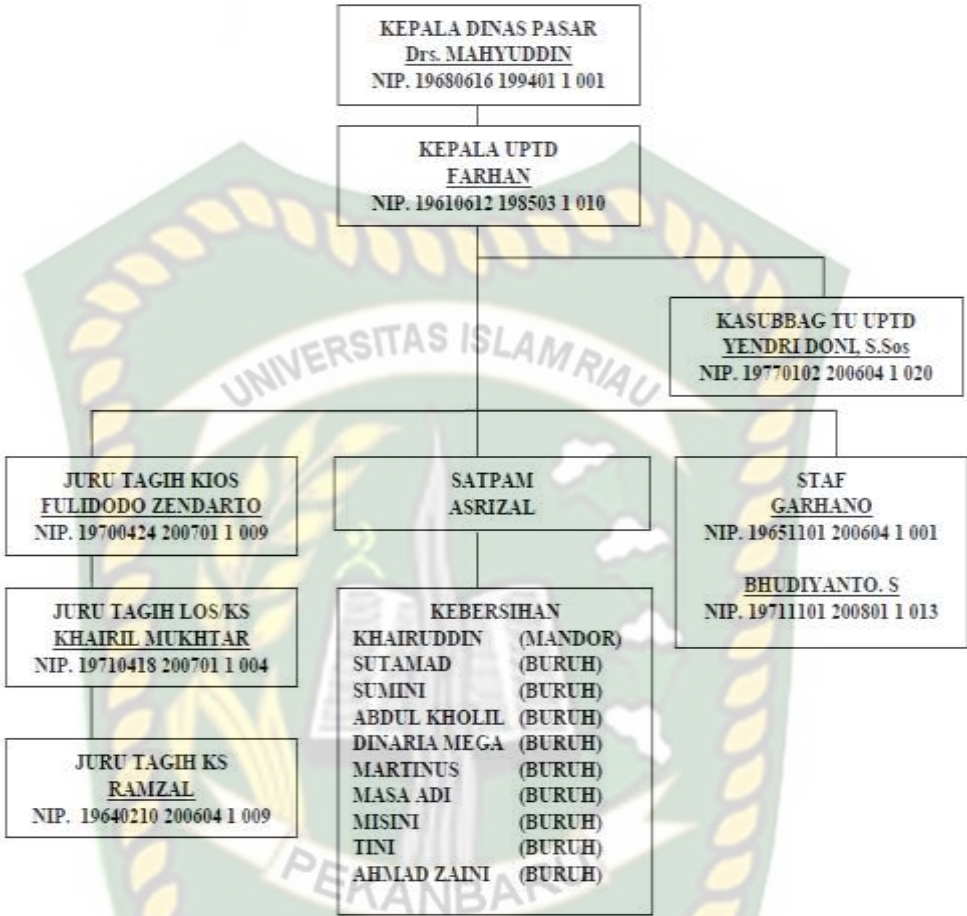 KEPALA DINAS PASAR
Drs. MAHYUDDIN
NIP. 19680616 199401 1 001
KEPALA UPTD
FARHAN
NIP. 19610612 198503 1 010
KASUBBAG TU UPTD
YENDRI DONI, S.Sos
NIP. 19770102 200604 1 020
UNIVERSITAS ISLAM RIAU
JURU TAGIH KIOS
FULIDODO ZENDARTO
NIP. 19700424 200701 1 009
SATPAM
ASRIZAL
STAF
GARHANO
NIP. 19651101 200604 1 001
BHUDIYANTO. S
NIP. 19711101 200801 1 013
JURU TAGIH LOS/KS
KHAIRIL MUKHTAR
NIP. 19710418 200701 1 004
JURU TAGIH KS
RAMZAL
NIP. 19640210 200604 1 009
KEBERSIHAN
KHAIRUDDIN (MANDOR)
SUTAMAD (BURUH)
SUMINI (BURUH)
ABDUL KHOLIL (BURUH)
DINARIA MEGA (BURUH)
MARTINUS (BURUH)
MASA ADI (BURUH)
MISINI (BURUH)
TINI (BURUH)
AHMAD ZAINI (BURUH)
PEKANBARU